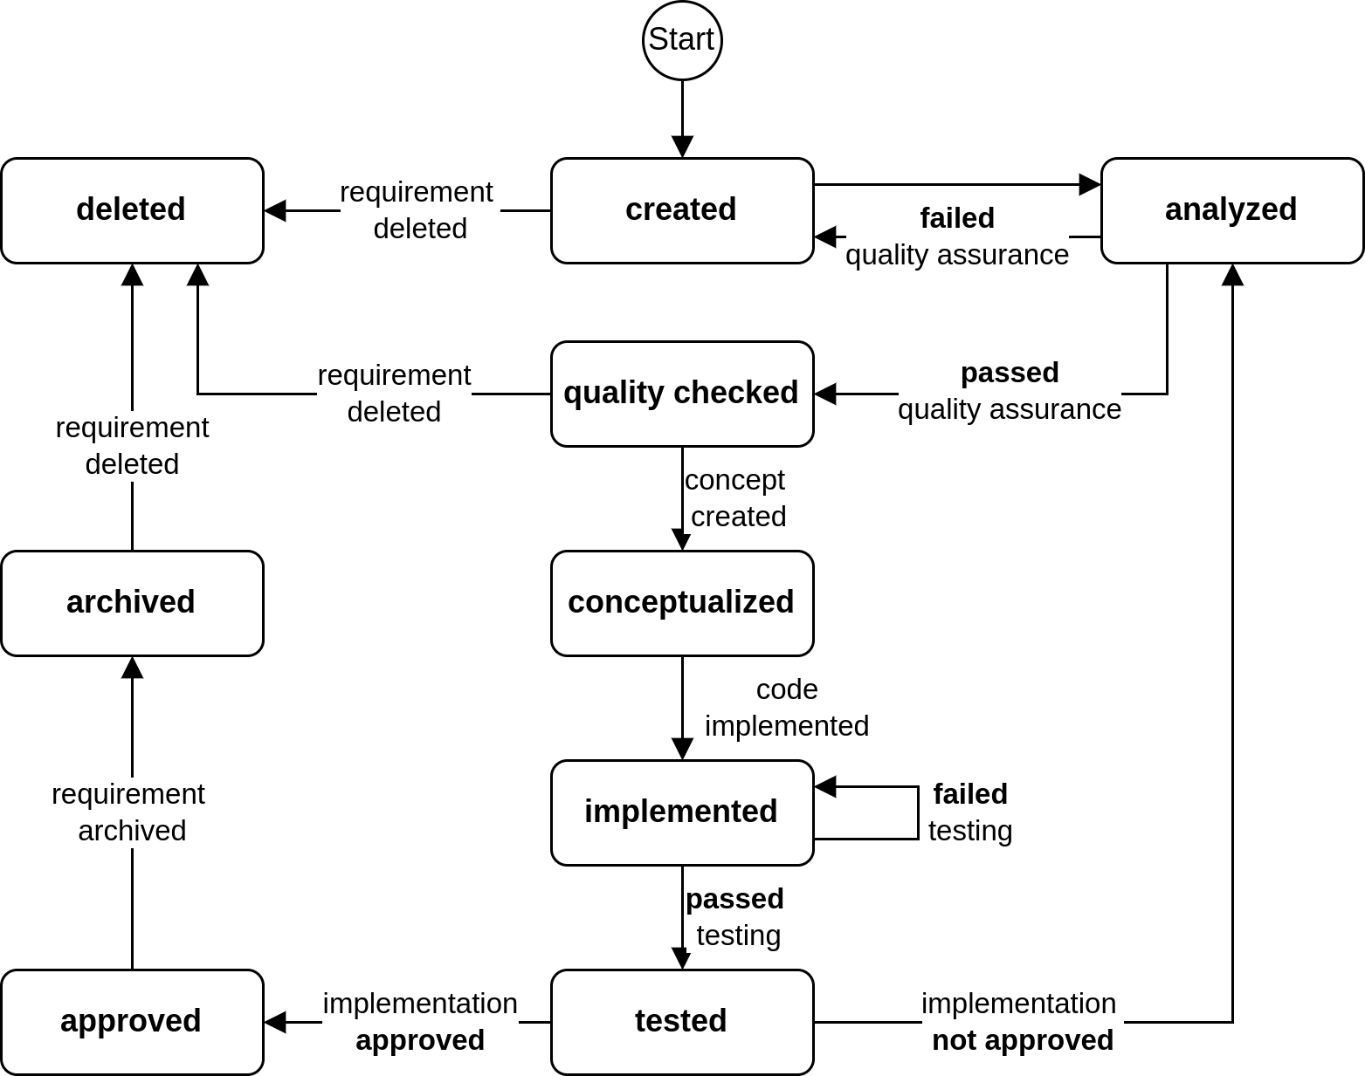 Start
deleted
requirement
deleted
created
failed
quality assurance
analyzed
requirement
deleted
quality checked
passed
quality assurance
requirement
deleted
concept
created
archived
conceptualized
code
implemented
requirement
archived
implemented
failed
testing
passed
testing
approved
implementation
approved
tested
implementation
not approved